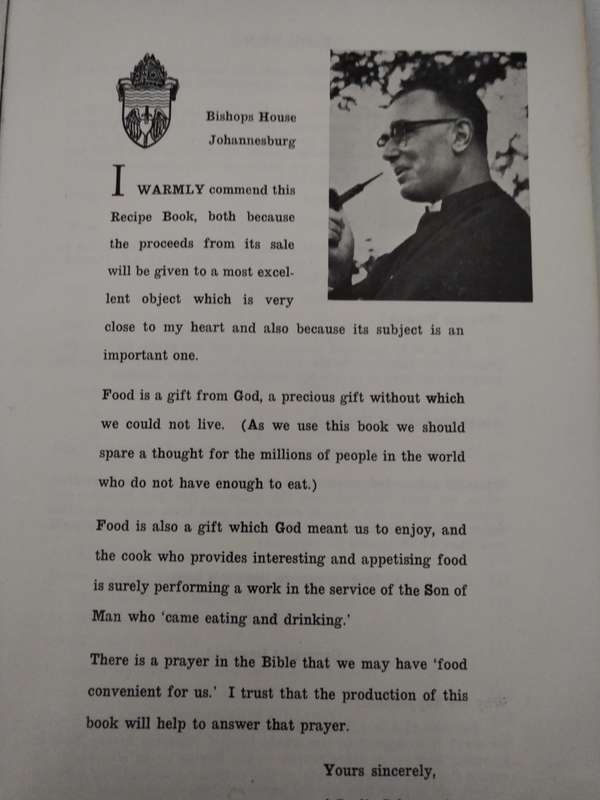 Bishops House
Johannesburg
I WARMLY commend this
Recipe Book, both because
the proceeds from its sale
will be given to a most excel-
lent object which is very
close to my heart and also because its subject is an
important one.
Food is a gift from God, a precious gift without which
we could not live. (As we use this book we should
spare a thought for the millions of people in the world
who do not have enough to eat.)
Food is also a gift which God meant us to enjoy, and
the cook who provides interesting and appetising food
is surely performing a work in the service of the Son of
Man who 'came eating and drinking.'
There is a prayer in the Bible that we may have 'food
convenient for us.' I trust that the production of this
book will help to answer that prayer.
Yours sincerely,